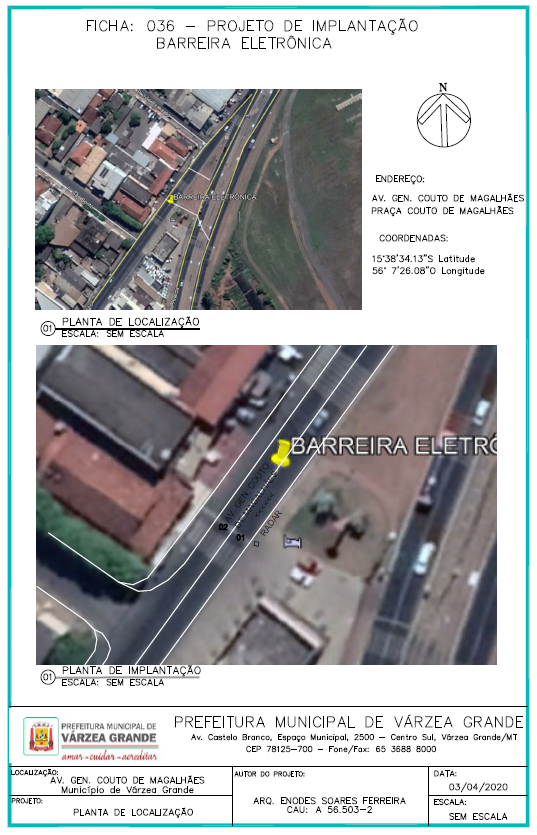 FICHA: 036 - PROJETO DE IMPLANTAÇÃO
BARREIRA ELETRÔNICA
N
BARREIRA ELETRONICA
ENDEREÇO:
AV. GEN. COUTO DE MAGALHÃES
PRAÇA COUTO DE MAGALHÃES
COORDENADAS:
15°38'34.13"S Latitude
56° 7'26.08"O Longitude
01 PLANTA DE LOCALIZAÇÃO
ESCALA: SEM ESCALA
BARREIRA ELETRÔ
AV. GEN. COUTO
02
01
RADAR
01 PLANTA DE IMPLANTAÇÃO
ESCALA: SEM ESCALA
PREFEITURA MUNICIPAL DE
VÁRZEA GRANDE
amar - cuidar - acreditar
PREFEITURA MUNICIPAL DE VÁRZEA GRANDE
Av. Castelo Branco, Espaço Municipal, 2500 - Centro Sul, Várzea Grande/MT
CEP 78125-700 - Fone/Fax: 65 3688 8000
LOCALIZAÇÃO:
AV. GEN. COUTO DE MAGALHÃES
Município de Várzea Grande
AUTOR DO PROJETO:
ARQ. ENODES SOARES FERREIRA
CAU: A 56.503-2
DATA:
03/04/2020
PROJETO:
PLANTA DE LOCALIZAÇÃO
ESCALA:
SEM ESCALA